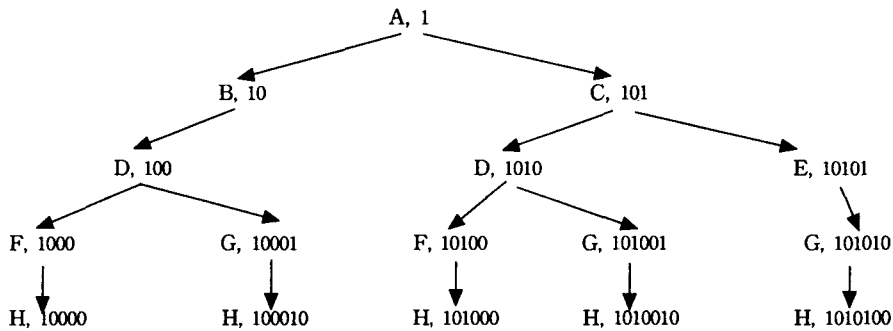 A, 1
B, 10 C, 101
D, 100 D, 1010 E, 10101
F, 1000 G, 10001 F, 10100 G, 101001 G, 101010
H, 10000 H, 100010 H, 101000 H, 1010010 H, 1010100